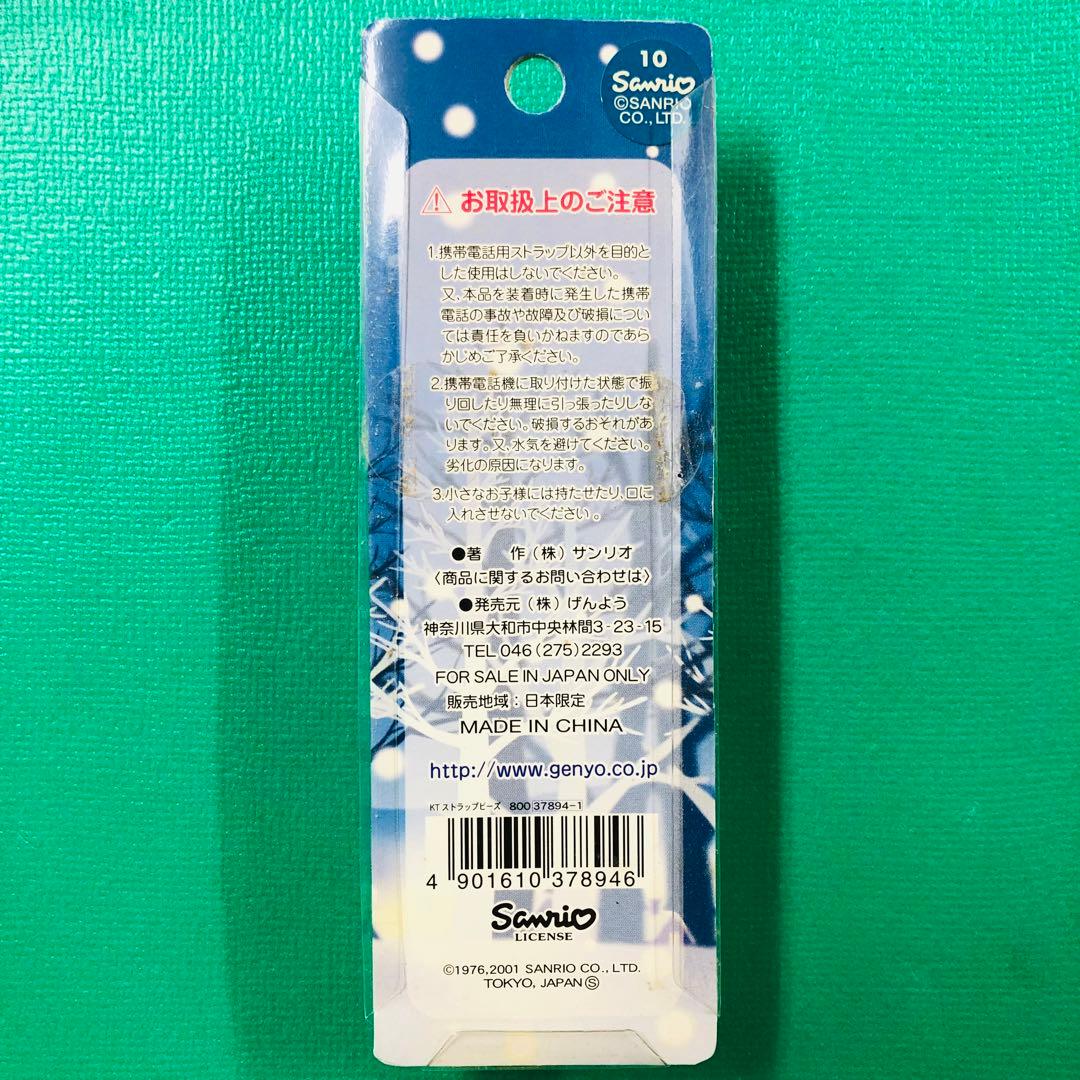 10
Sanrio
©SANRIO
CO.,LTD.
⚠ お取扱上のご注意
1.携帯電話用ストラップ以外を目的と
した使用はしないでください。
又、本品を装着時に発生した携帯
電話の事故や故障及び破損につい
ては責任を負いかねますのであら
かじめご了承ください。
2.携帯電話機に取り付けた状態で振
り回したり無理に引っ張ったりしな
いでください。破損するおそれがあ
ります。又、水気を避けてください。
劣化の原因になります。
3.小さなお子様には持たせたり、口に
入れさせないでください。
●著 作(株)サンリオ
〈商品に関するお問い合わせは〉
●発売元(株)げんよう
神奈川県大和市中央林間3-23-15
TEL 046(275)2293
FOR SALE IN JAPAN ONLY
販売地域:日本限定
MADE IN CHINA
http://www.genyo.co.jp
KTストラップビーズ 800 37894-1
4 901610 378946
Sanrio
LICENSE
©1976,2001 SANRIO CO.,LTD.
TOKYO, JAPAN Ⓢ